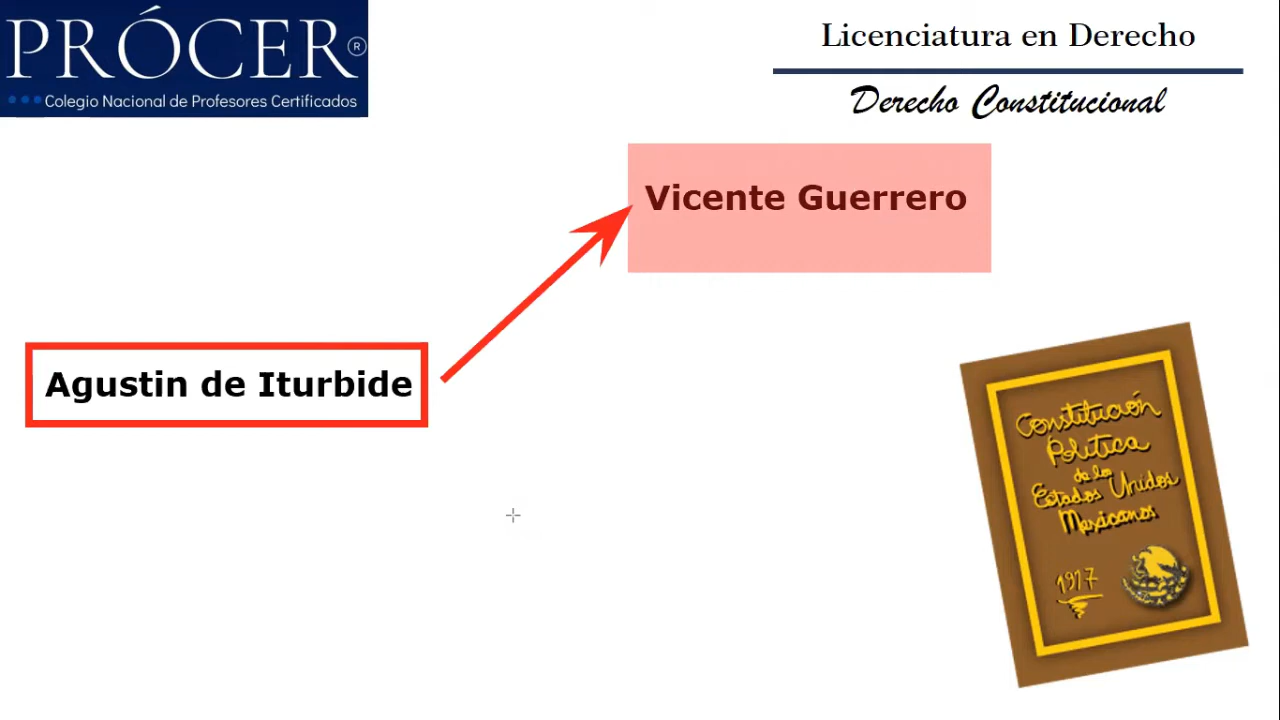 PRÓCER®
Colegio Nacional de Profesores Certificados
Licenciatura en Derecho
Derecho Constitucional
Vicente Guerrero
Agustin de Iturbide
Constitución
Política
de los
Estados Unidos
Mexicanos
1917